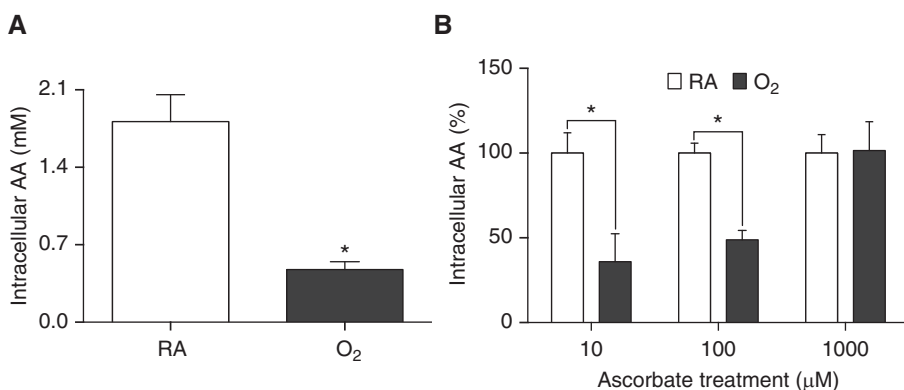 A
Intracellular AA (mM)
2.1
1.4
0.7
0.0
*
RA
O₂
B
Intracellular AA (%)
150
100
50
0
RA
O₂
*
*
10
100
1000
Ascorbate treatment (μM)